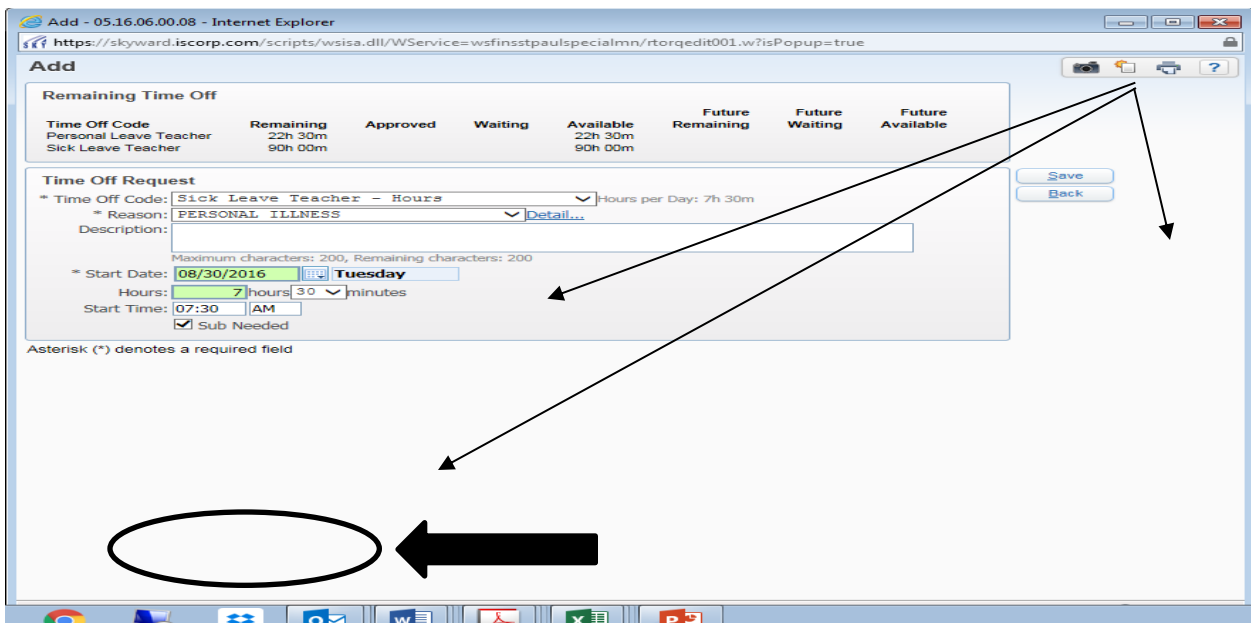 Add - 05.16.06.00.08 - Internet Explorer
https://skyward.iscorp.com/scripts/wsisa.dll/WService=wsfinsstpaulspecialmn/rtorqedit001.w?isPopup=true
Add
?
Remaining Time Off
Future Future Future
Time Off Code Remaining Approved Waiting Available Remaining Waiting Available
Personal Leave Teacher 22h 30m 22h 30m
Sick Leave Teacher 90h 00m 90h 00m
Time Off Request
* Time Off Code: Sick Leave Teacher - Hours Hours per Day: 7h 30m
* Reason: PERSONAL ILLNESS Detail...
Description:
Maximum characters: 200, Remaining characters: 200
* Start Date: 08/30/2016 Tuesday
Hours: 7 hours 30 minutes
Start Time: 07:30 AM
Sub Needed
Save
Back
Asterisk (*) denotes a required field